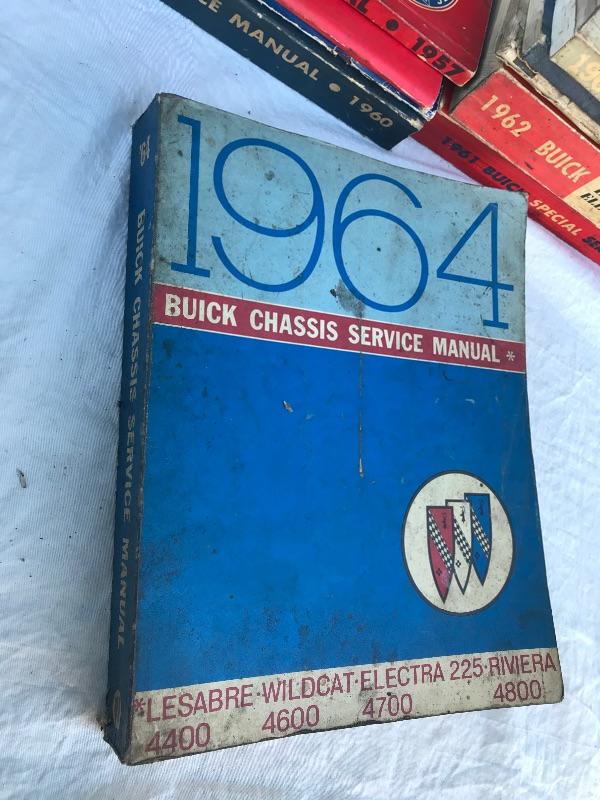 MANUAL • 1960
1957
1962 BUICK
1961 BUICK SPECIAL
1964
BUICK CHASSIS SERVICE MANUAL *
BUICK CHASSIS SERVICE MANUAL
*LESABRE·WILDCAT·ELECTRA 225·RIVIERA
4400 4600 4700 4800